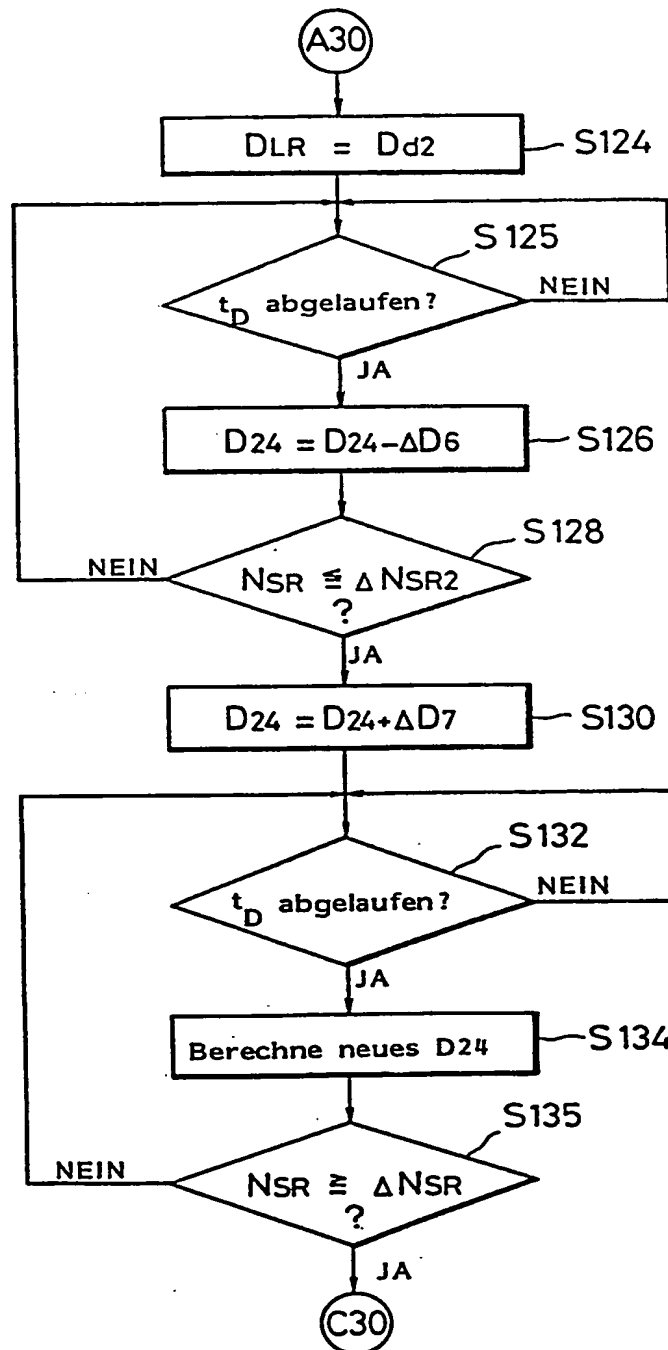 A30
DLR = Dd2
S124
S125
tD abgelaufen?
NEIN
JA
D24 = D24-ΔD6
S126
S128
NEIN
NSR ≦ ΔNSR2
?
JA
D24 = D24+ΔD7
S130
S132
tD abgelaufen?
NEIN
JA
Berechne neues D24
S134
S135
NEIN
NSR ≧ ΔNSR
?
JA
C30